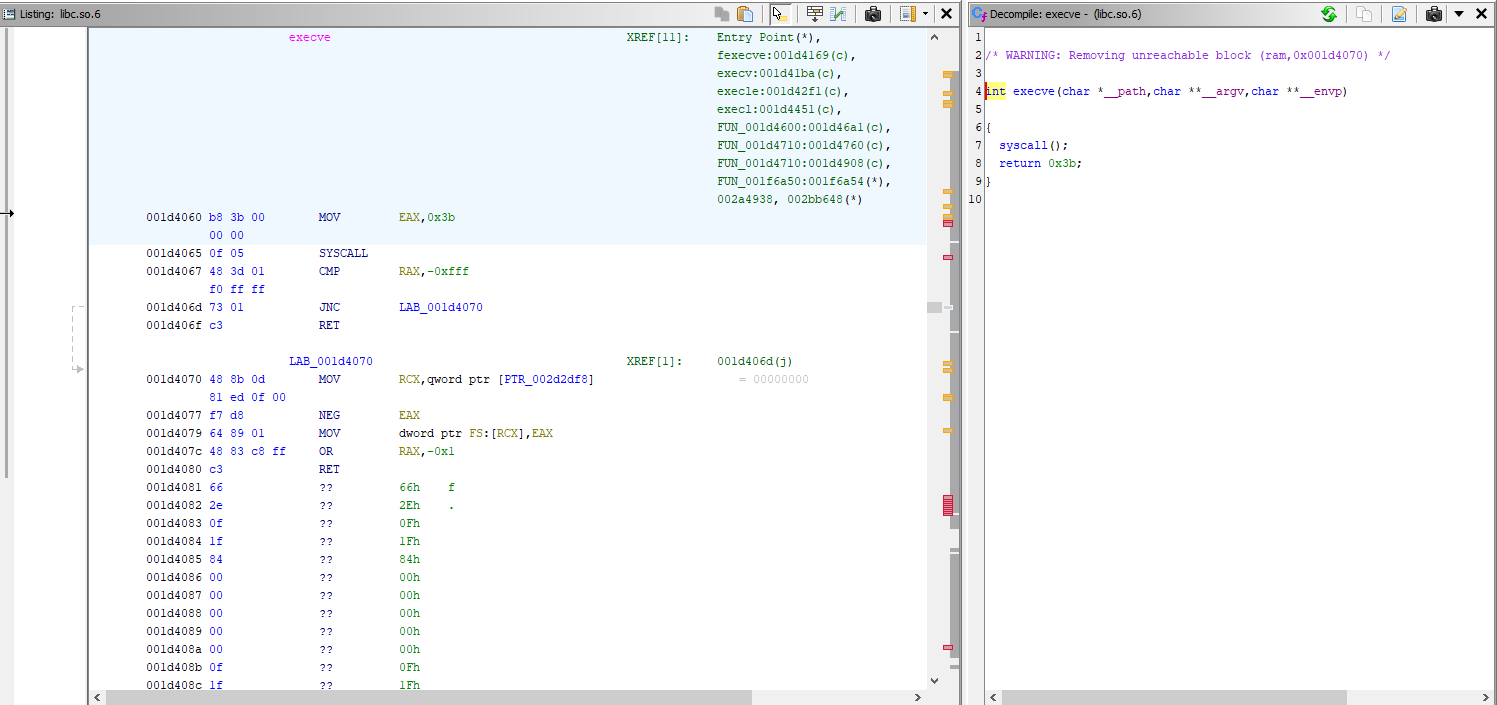 Listing: libc.so.6
execve XREF[11]: Entry Point(*),
fexecve:001d4169(c),
execv:001d41ba(c),
execle:001d42f1(c),
execl:001d4451(c),
FUN_001d4600:001d46a1(c),
FUN_001d4710:001d4760(c),
FUN_001d4710:001d4908(c),
FUN_001f6a50:001f6a54(*),
002a4938, 002bb648(*)
001d4060 b8 3b 00 MOV EAX,0x3b
00 00
001d4065 0f 05 SYSCALL
001d4067 48 3d 01 CMP RAX,-0xfff
f0 ff ff
001d406d 73 01 JNC LAB_001d4070
001d406f c3 RET
LAB_001d4070 XREF[1]: 001d406d(j)
001d4070 48 8b 0d MOV RCX,qword ptr [PTR_002d2df8] = 00000000
81 ed 0f 00
001d4077 f7 d8 NEG EAX
001d4079 64 89 01 MOV dword ptr FS:[RCX],EAX
001d407c 48 83 c8 ff OR RAX,-0x1
001d4080 c3 RET
001d4081 66 ?? 66h f
001d4082 2e ?? 2Eh .
001d4083 0f ?? 0Fh
001d4084 1f ?? 1Fh
001d4085 84 ?? 84h
001d4086 00 ?? 00h
001d4087 00 ?? 00h
001d4088 00 ?? 00h
001d4089 00 ?? 00h
001d408a 00 ?? 00h
001d408b 0f ?? 0Fh
001d408c 1f ?? 1Fh
Decompile: execve - (libc.so.6)
1
2 /* WARNING: Removing unreachable block (ram,0x001d4070) */
3
4 int execve(char *__path,char **__argv,char **__envp)
5
6 {
7 syscall();
8 return 0x3b;
9 }
10